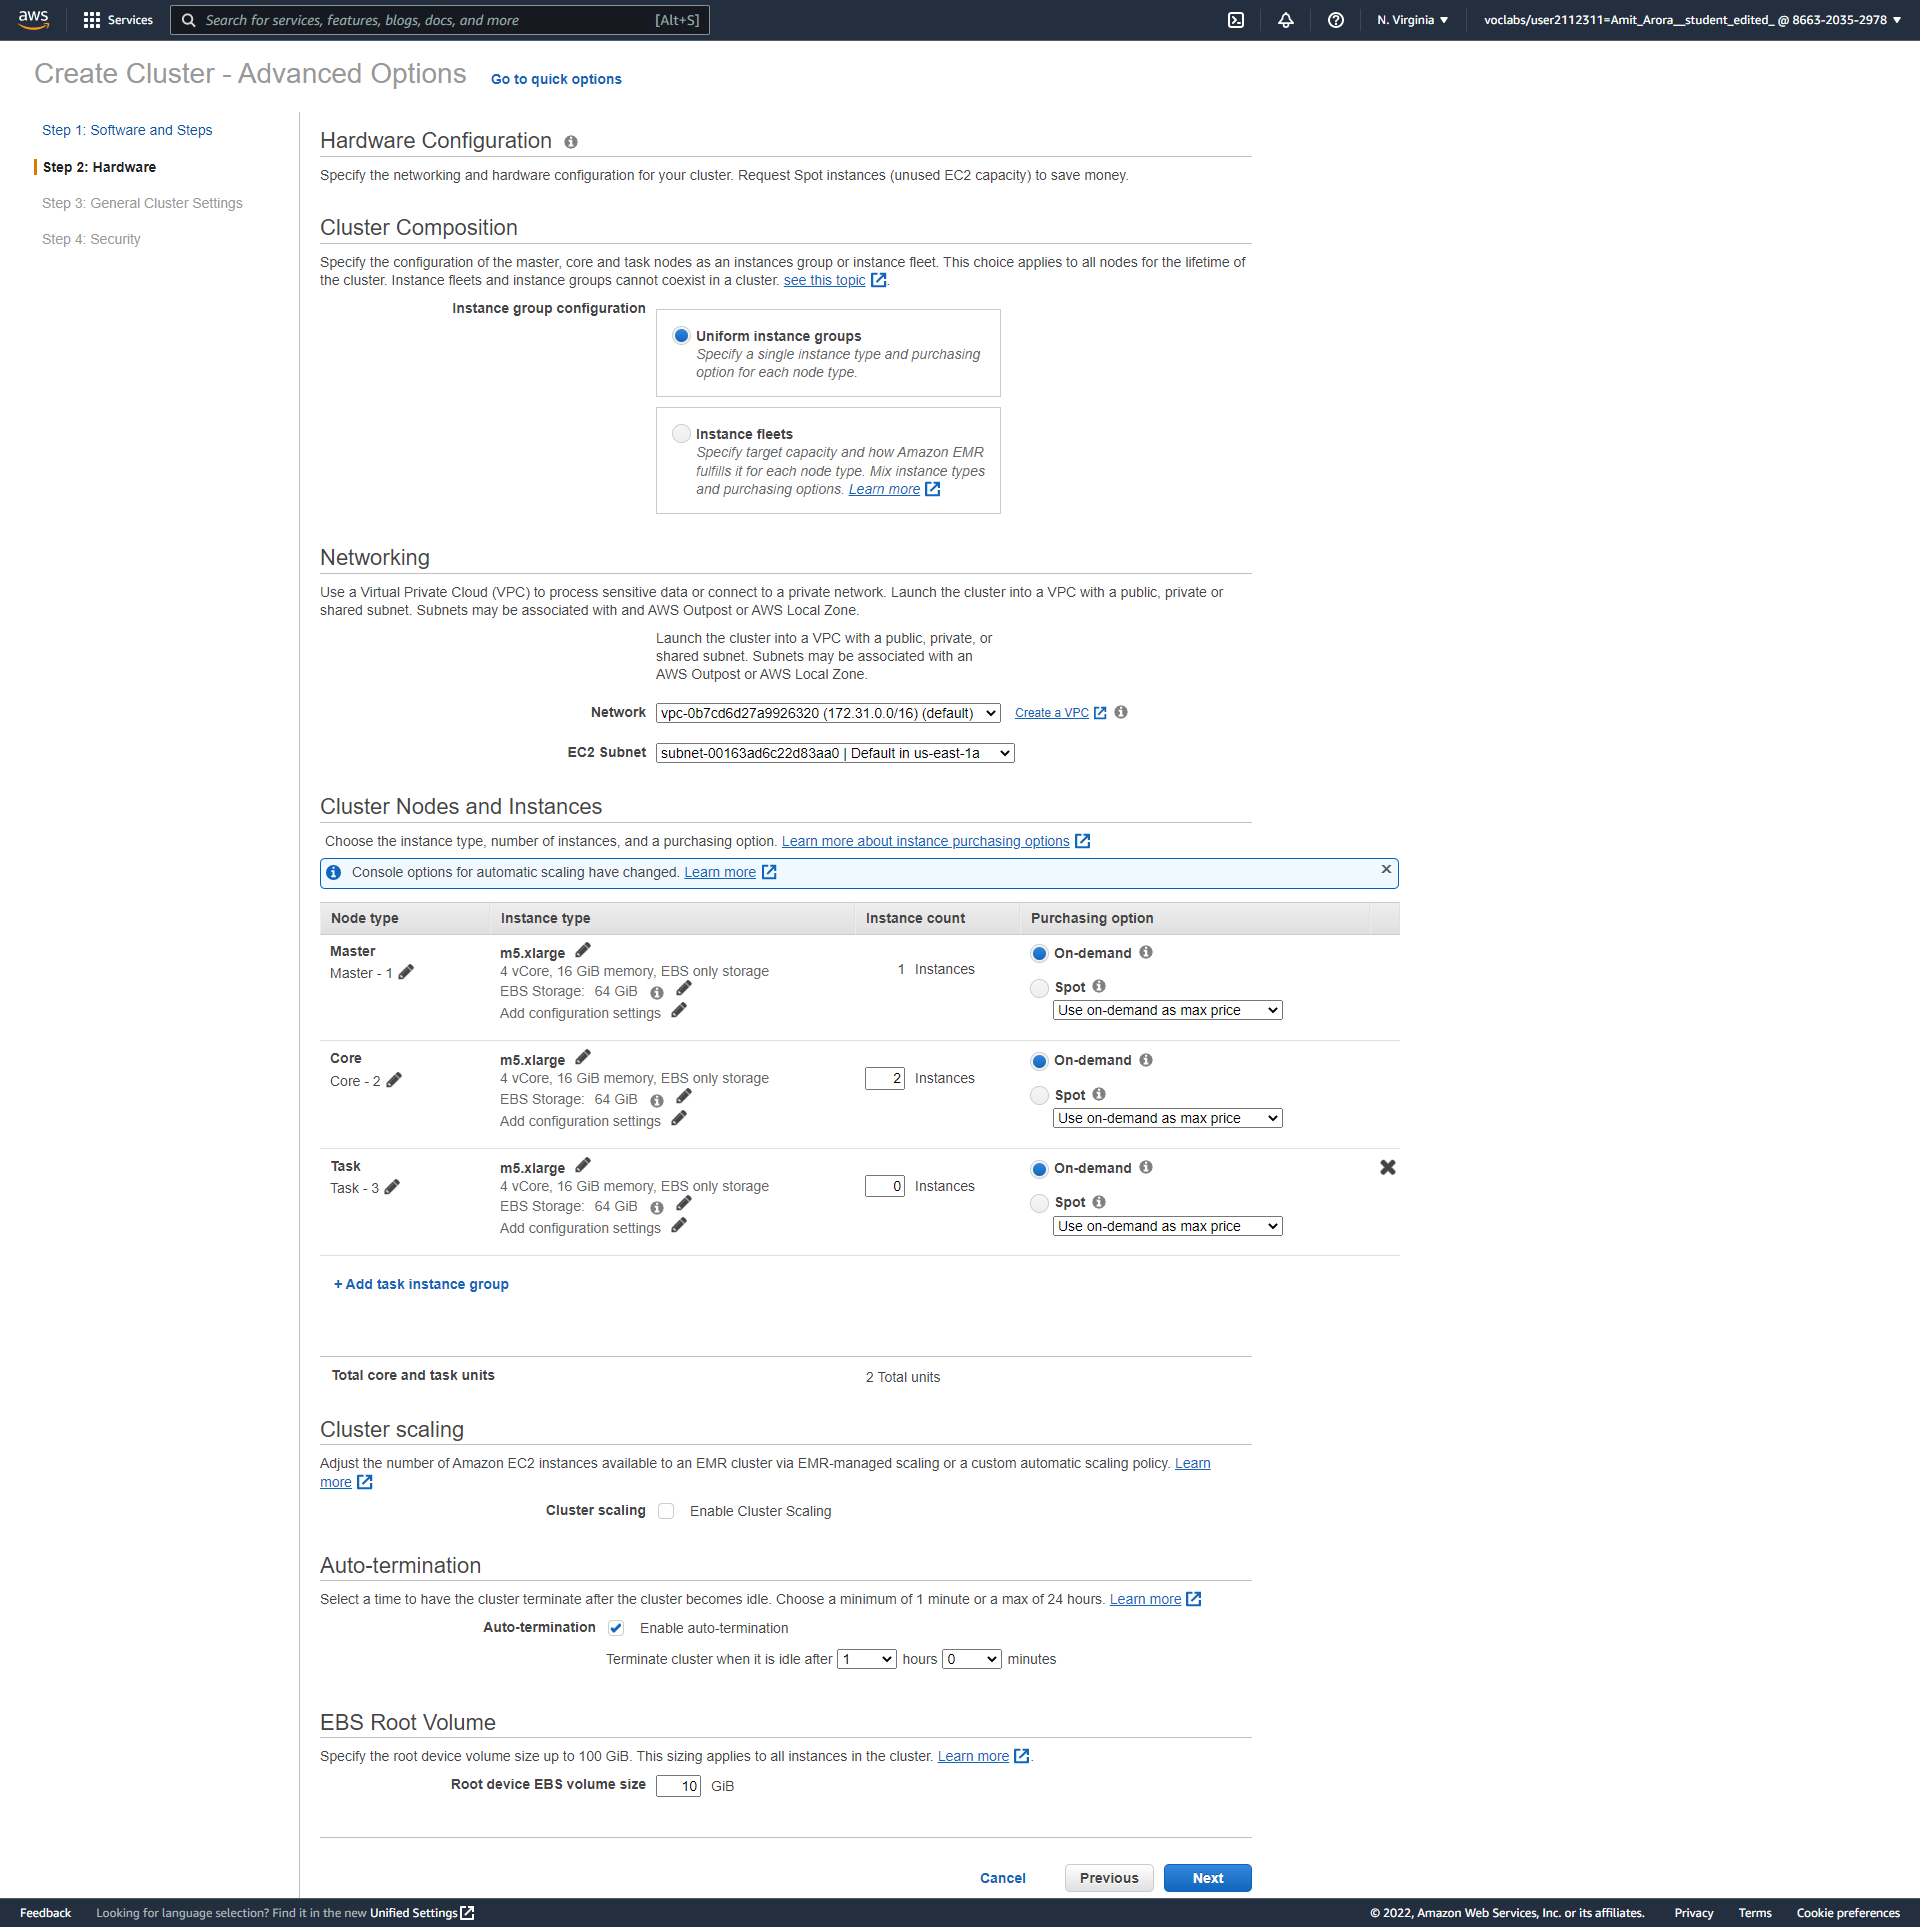 aws Services Search for services, features, blogs, docs, and more [Alt+S] N. Virginia voclabs/user2112311=Amit_Arora__student_edited_ @ 8663-2035-2978
Create Cluster - Advanced Options Go to quick options
Step 1: Software and Steps
Step 2: Hardware
Step 3: General Cluster Settings
Step 4: Security
Hardware Configuration
Specify the networking and hardware configuration for your cluster. Request Spot instances (unused EC2 capacity) to save money.
Cluster Composition
Specify the configuration of the master, core and task nodes as an instances group or instance fleet. This choice applies to all nodes for the lifetime of
the cluster. Instance fleets and instance groups cannot coexist in a cluster. see this topic .
Instance group configuration
Uniform instance groups
Specify a single instance type and purchasing
option for each node type.
Instance fleets
Specify target capacity and how Amazon EMR
fulfills it for each node type. Mix instance types
and purchasing options. Learn more
Networking
Use a Virtual Private Cloud (VPC) to process sensitive data or connect to a private network. Launch the cluster into a VPC with a public, private or
shared subnet. Subnets may be associated with and AWS Outpost or AWS Local Zone.
Launch the cluster into a VPC with a public, private, or
shared subnet. Subnets may be associated with an
AWS Outpost or AWS Local Zone.
Network vpc-0b7cd6d27a9926320 (172.31.0.0/16) (default) Create a VPC
EC2 Subnet subnet-00163ad6c22d83aa0 | Default in us-east-1a
Cluster Nodes and Instances
Choose the instance type, number of instances, and a purchasing option. Learn more about instance purchasing options
Console options for automatic scaling have changed. Learn more
Node type Instance type Instance count Purchasing option
Master m5.xlarge On-demand
Master - 1 4 vCore, 16 GiB memory, EBS only storage 1 Instances
EBS Storage: 64 GiB Spot
Add configuration settings Use on-demand as max price
Core m5.xlarge On-demand
Core - 2 4 vCore, 16 GiB memory, EBS only storage 2 Instances
EBS Storage: 64 GiB Spot
Add configuration settings Use on-demand as max price
Task m5.xlarge On-demand
Task - 3 4 vCore, 16 GiB memory, EBS only storage 0 Instances
EBS Storage: 64 GiB Spot
Add configuration settings Use on-demand as max price
+ Add task instance group
Total core and task units 2 Total units
Cluster scaling
Adjust the number of Amazon EC2 instances available to an EMR cluster via EMR-managed scaling or a custom automatic scaling policy. Learn
more
Cluster scaling Enable Cluster Scaling
Auto-termination
Select a time to have the cluster terminate after the cluster becomes idle. Choose a minimum of 1 minute or a max of 24 hours. Learn more
Auto-termination Enable auto-termination
Terminate cluster when it is idle after 1 hours 0 minutes
EBS Root Volume
Specify the root device volume size up to 100 GiB. This sizing applies to all instances in the cluster. Learn more .
Root device EBS volume size 10 GiB
Cancel Previous Next
Feedback Looking for language selection? Find it in the new Unified Settings © 2022, Amazon Web Services, Inc. or its affiliates. Privacy Terms Cookie preferences